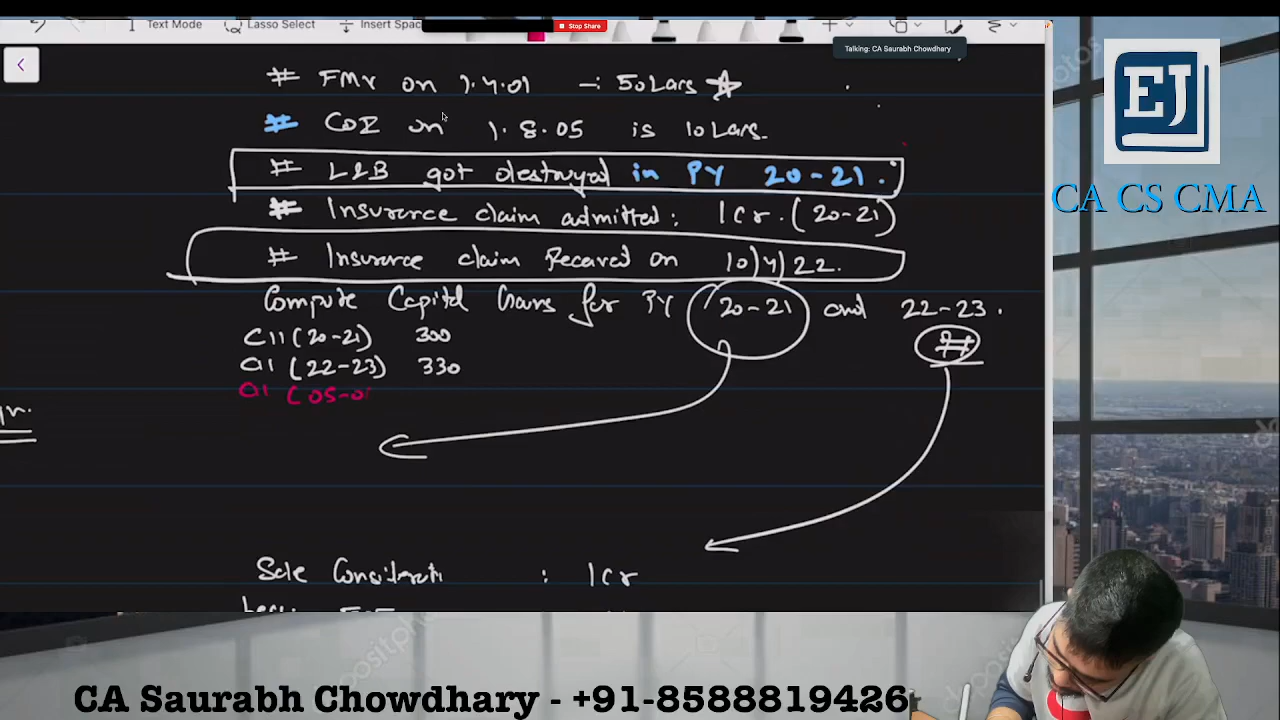 Text Mode Lasso Select Insert Spac Stop Share
Talking: CA Saurabh Chowdhary
# FMV on 1.4.01 -: 50 Lacs
# COI on 1.8.05 is 10 Lacs.
# L&B got destroyed in PY 20-21.
# Insurance claim admitted: 1 cr. (20-21)
# Insurance claim Received on 10/4/22.
Compute Capital Gains for PY 20-21 and 22-23.
#
CII (20-21) 300
CII (22-23) 330
CII (05-0
yr.
Sale Considerati : 1 cr
EJ
CA CS CMA
CA Saurabh Chowdhary - +91-8588819426